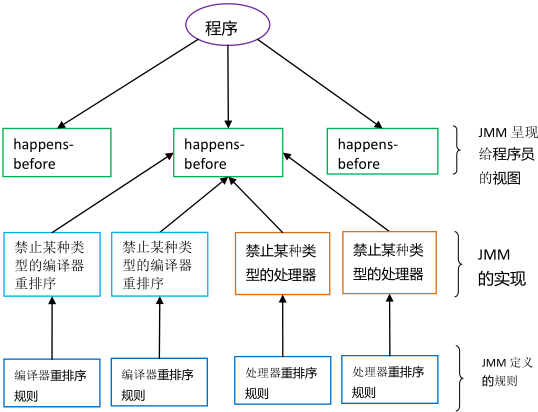 程序
happens-
before
happens-
before
happens-
before
JMM 呈现
给程序员
的视图
禁止某种类
型的编译器
重排序
禁止某种类
型的编译器
重排序
禁止某种类
型的处理器
禁止某种类
型的处理器
JMM
的实现
编译器重排序
规则
编译器重排序
规则
处理器重排序
规则
处理器重排序
规则
JMM 定义
的规则